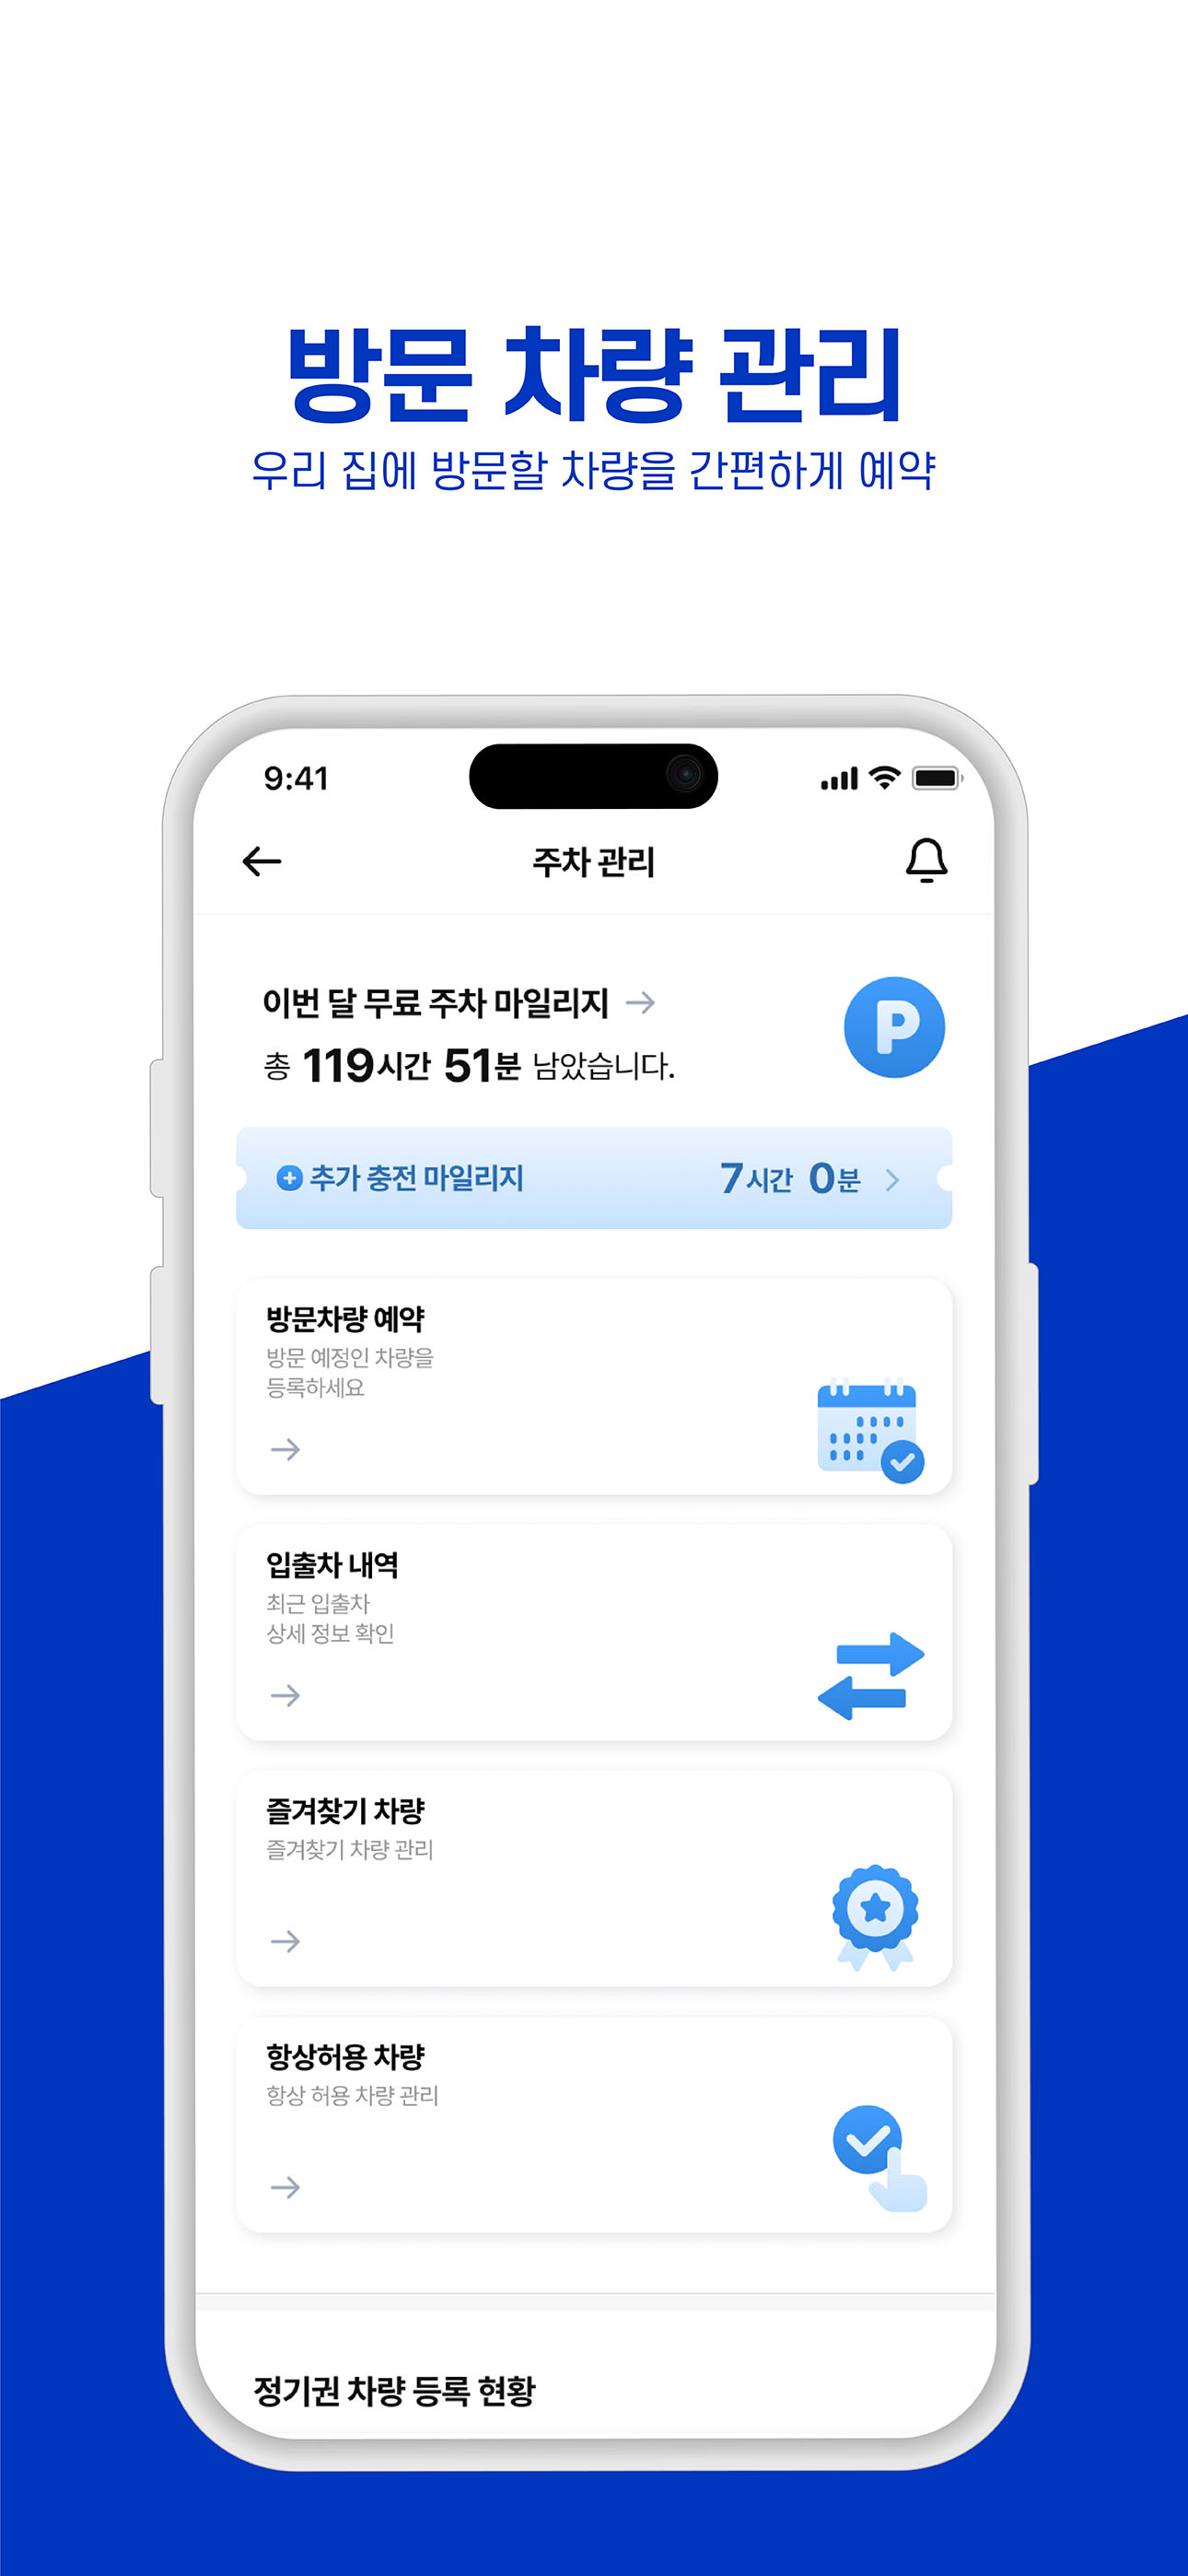 방문 차량 관리
우리 집에 방문할 차량을 간편하게 예약
9:41
주차 관리
이번 달 무료 주차 마일리지
P
총 119시간 51분 남았습니다.
추가 충전 마일리지 7시간 0분
방문차량 예약
방문 예정인 차량을
등록하세요
입출차 내역
최근 입출차
상세 정보 확인
즐겨찾기 차량
즐겨찾기 차량 관리
항상허용 차량
항상 허용 차량 관리
정기권 차량 등록 현황